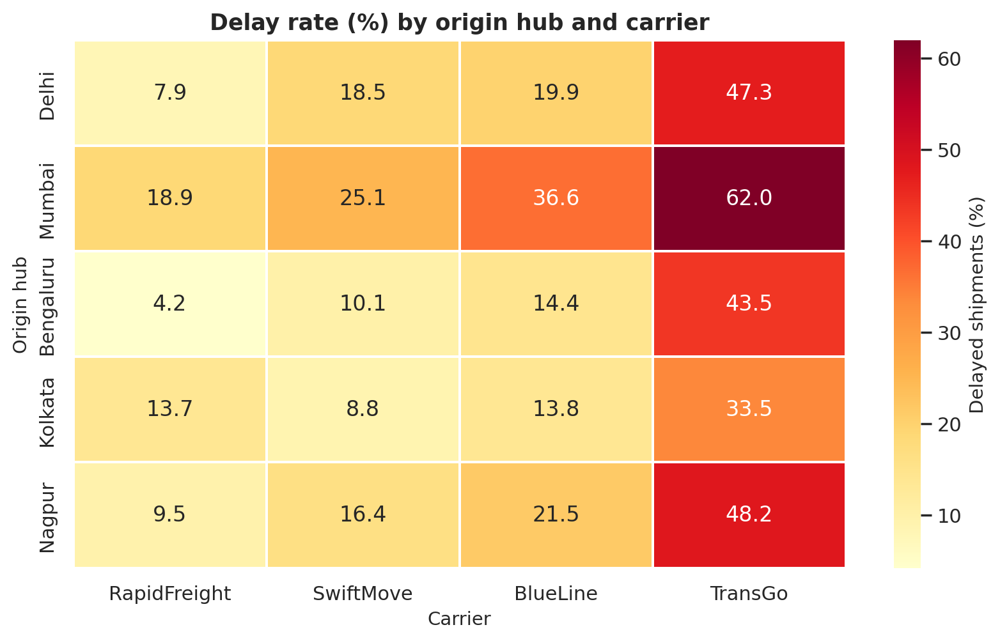 Delay rate (%) by origin hub and carrier
Origin hub
Delhi 7.9 18.5 19.9 47.3
Mumbai 18.9 25.1 36.6 62.0
Bengaluru 4.2 10.1 14.4 43.5
Kolkata 13.7 8.8 13.8 33.5
Nagpur 9.5 16.4 21.5 48.2
RapidFreight SwiftMove BlueLine TransGo
Carrier
60
50
40
30
20
10
Delayed shipments (%)